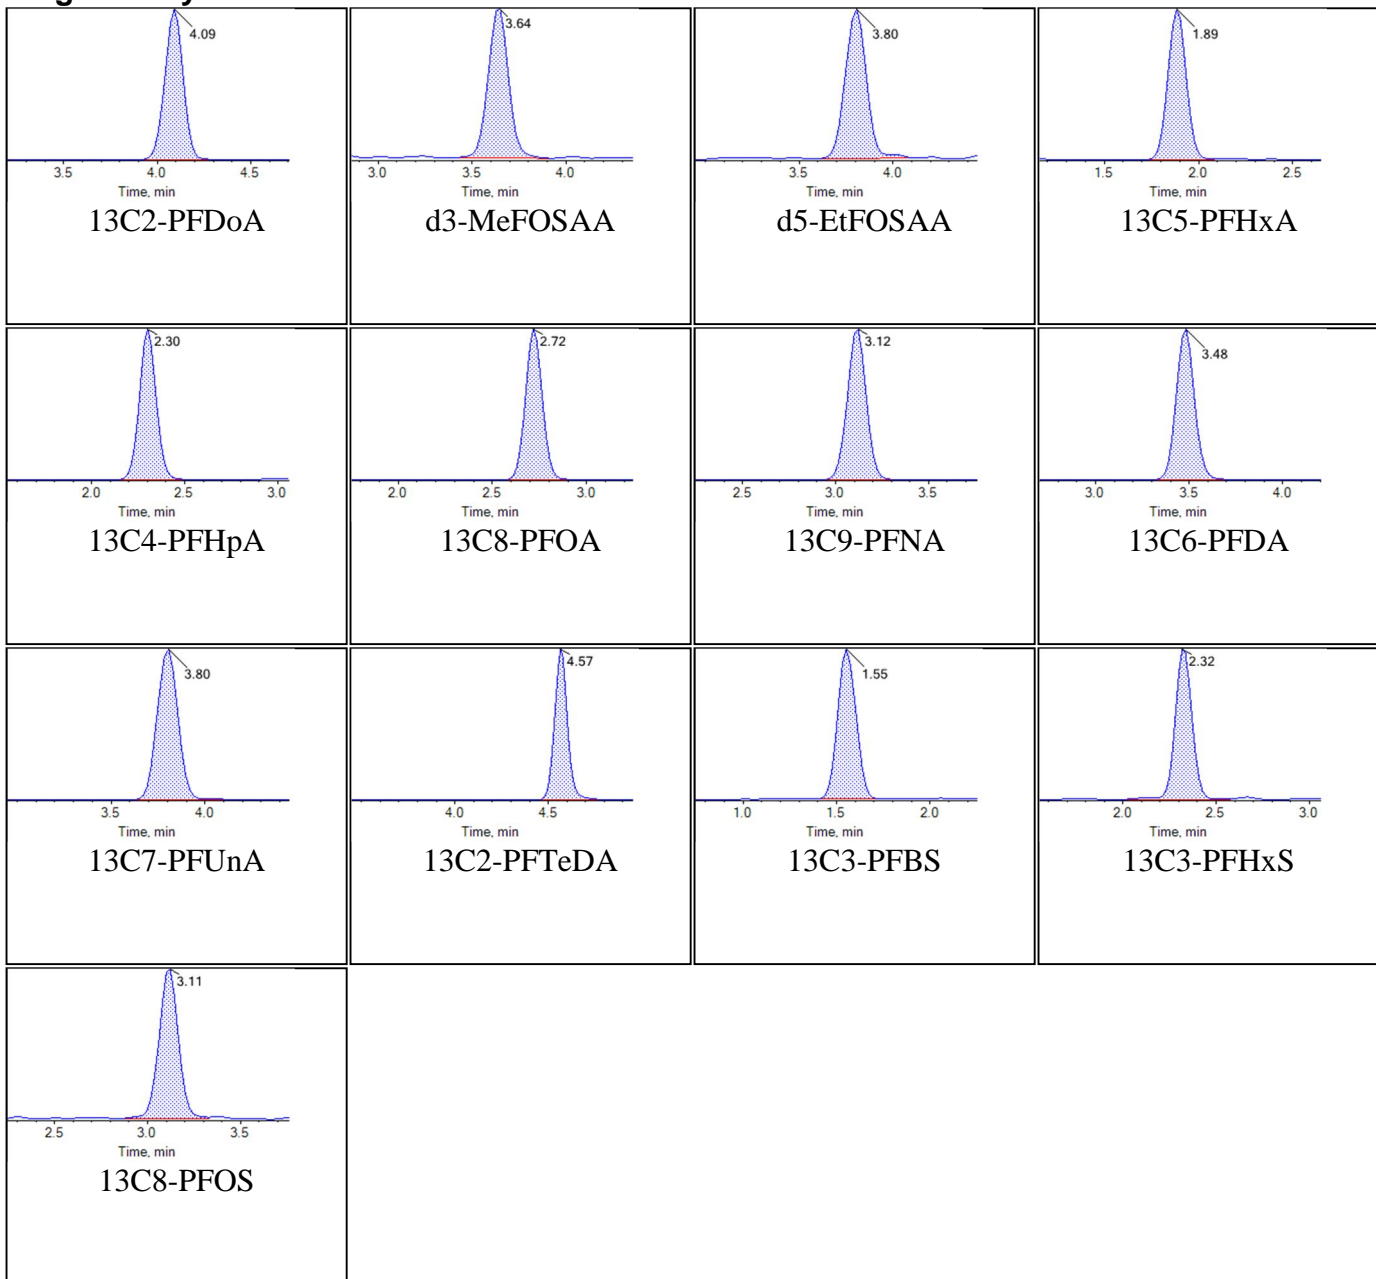 4.09
3.5 4.0 4.5
Time, min
13C2-PFDoA
3.64
3.0 3.5 4.0
Time, min
d3-MeFOSAA
3.80
3.5 4.0
Time, min
d5-EtFOSAA
1.89
1.5 2.0 2.5
Time, min
13C5-PFHxA
2.30
2.0 2.5 3.0
Time, min
13C4-PFHpA
2.72
2.0 2.5 3.0
Time, min
13C8-PFOA
3.12
2.5 3.0 3.5
Time, min
13C9-PFNA
3.48
3.0 3.5 4.0
Time, min
13C6-PFDA
3.80
3.5 4.0
Time, min
13C7-PFUnA
4.57
4.0 4.5
Time, min
13C2-PFTeDA
1.55
1.0 1.5 2.0
Time, min
13C3-PFBS
2.32
2.0 2.5 3.0
Time, min
13C3-PFHxS
3.11
2.5 3.0 3.5
Time, min
13C8-PFOS